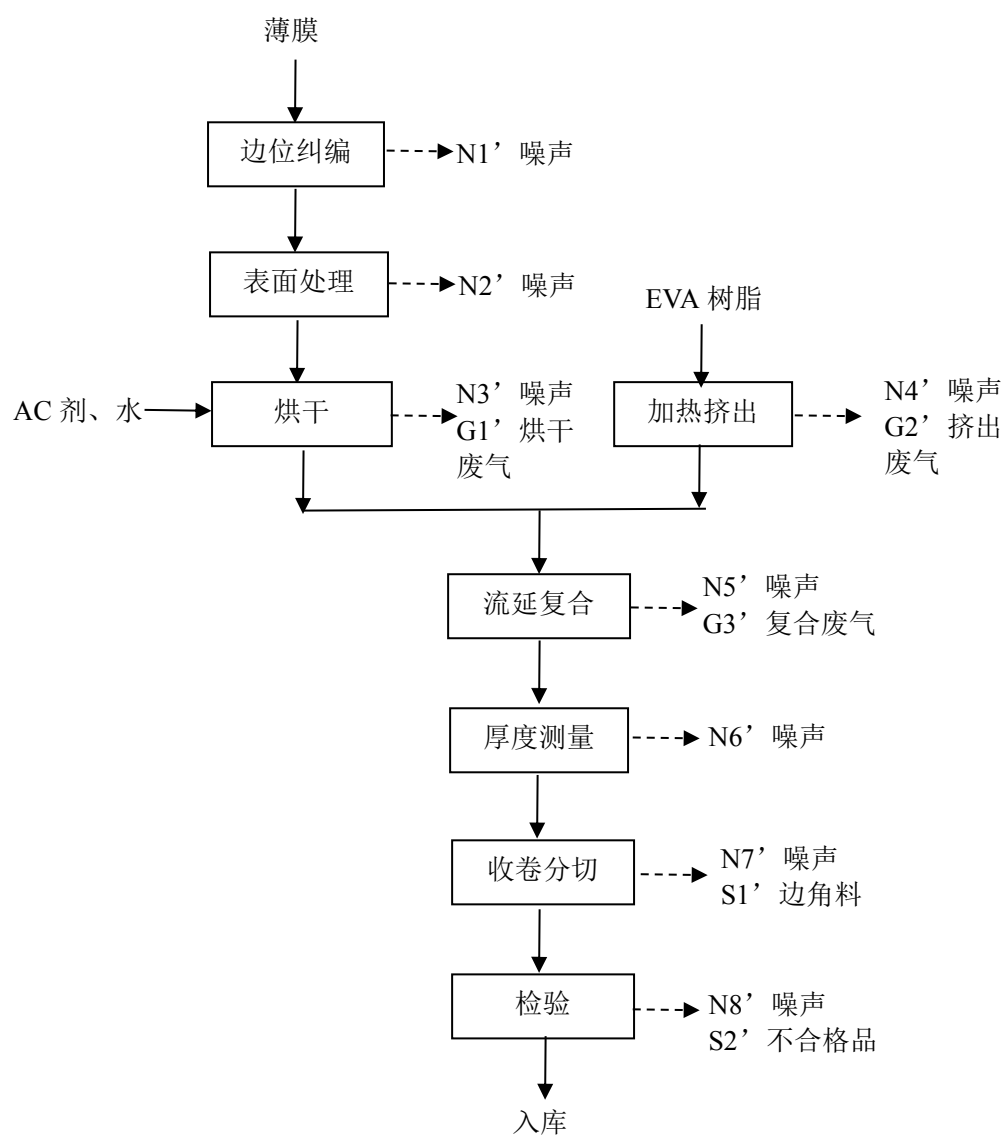 薄膜
边位纠编
N1’噪声
表面处理
N2’噪声
EVA 树脂
AC 剂、水
烘干
N3’噪声
G1’烘干
废气
加热挤出
N4’噪声
G2’挤出
废气
流延复合
N5’噪声
G3’复合废气
厚度测量
N6’噪声
收卷分切
N7’噪声
S1’边角料
检验
N8’噪声
S2’不合格品
入库